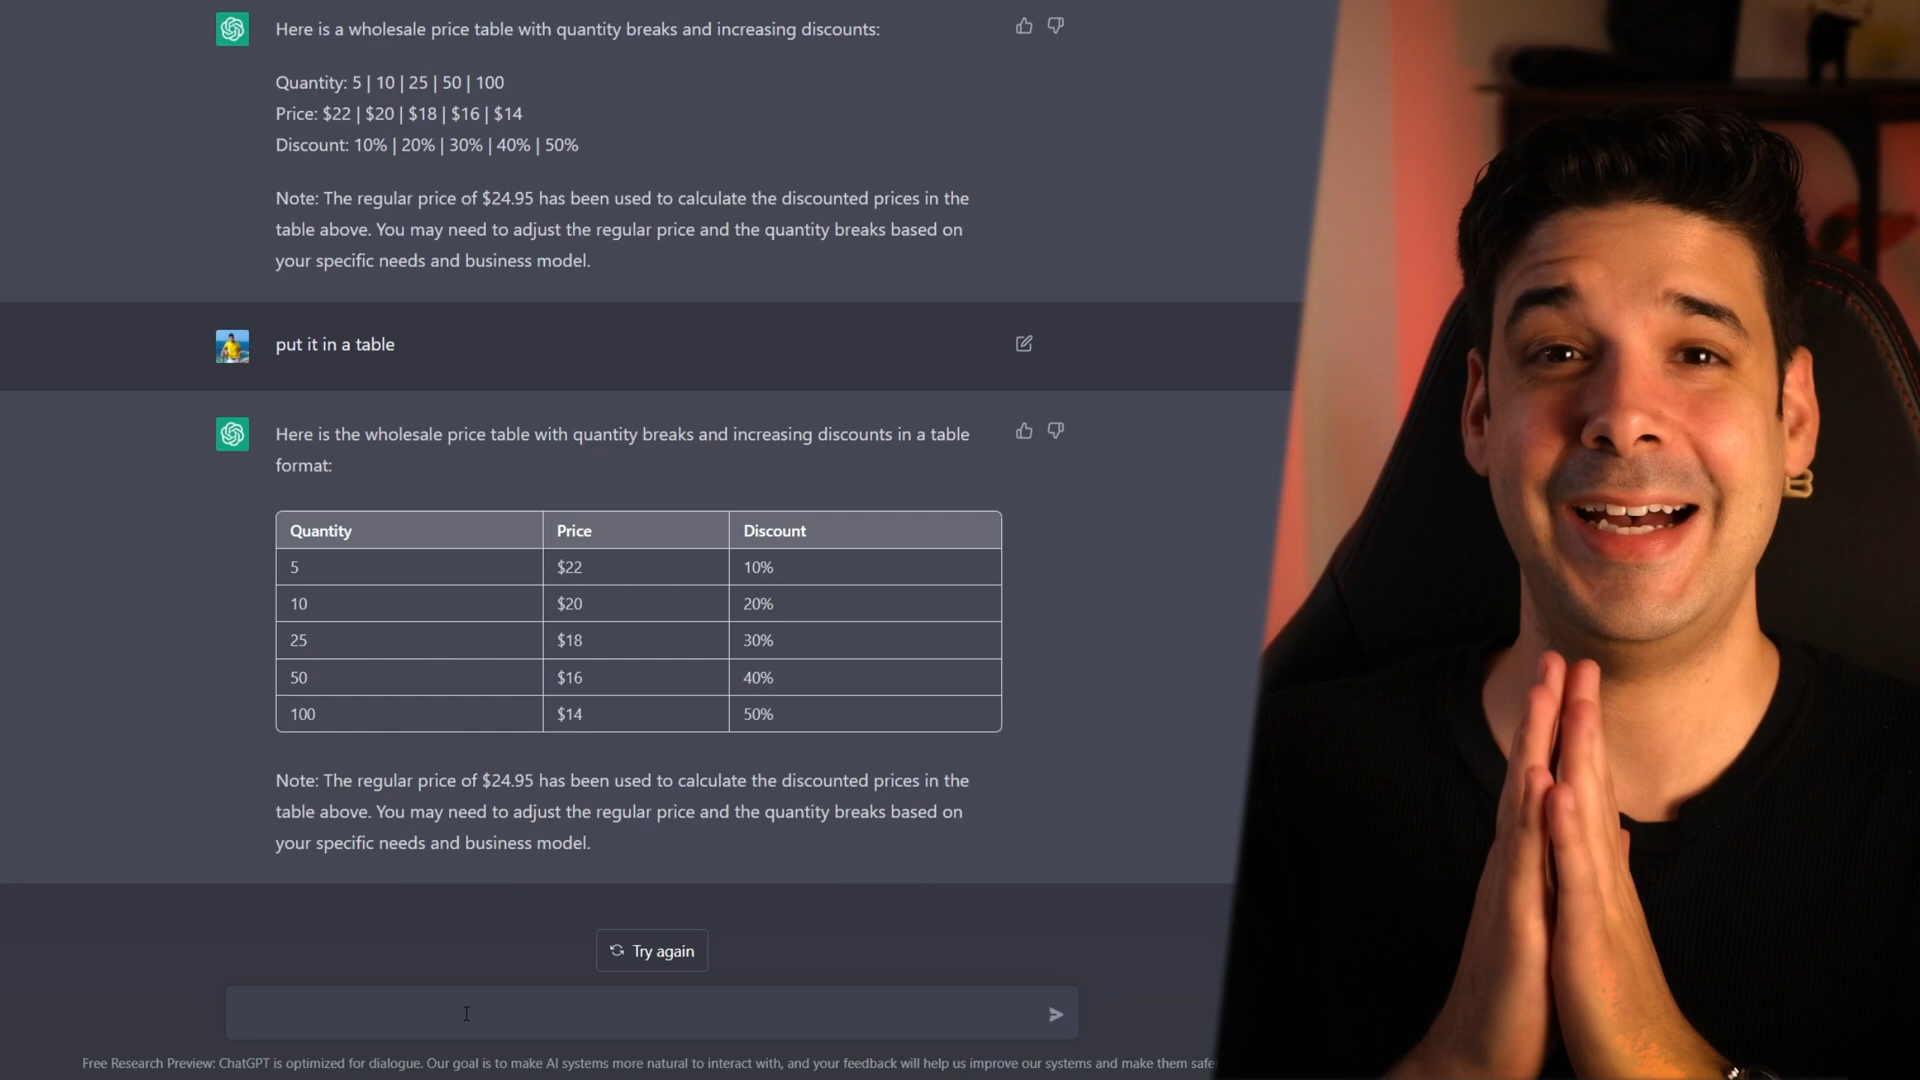 Here is a wholesale price table with quantity breaks and increasing discounts:
Quantity: 5 | 10 | 25 | 50 | 100
Price: $22 | $20 | $18 | $16 | $14
Discount: 10% | 20% | 30% | 40% | 50%
Note: The regular price of $24.95 has been used to calculate the discounted prices in the
table above. You may need to adjust the regular price and the quantity breaks based on
your specific needs and business model.
put it in a table
Here is the wholesale price table with quantity breaks and increasing discounts in a table
format:
Quantity Price Discount
5 $22 10%
10 $20 20%
25 $18 30%
50 $16 40%
100 $14 50%
Note: The regular price of $24.95 has been used to calculate the discounted prices in the
table above. You may need to adjust the regular price and the quantity breaks based on
your specific needs and business model.
Try again
Free Research Preview: ChatGPT is optimized for dialogue. Our goal is to make AI systems more natural to interact with, and your feedback will help us improve our systems and make them safe